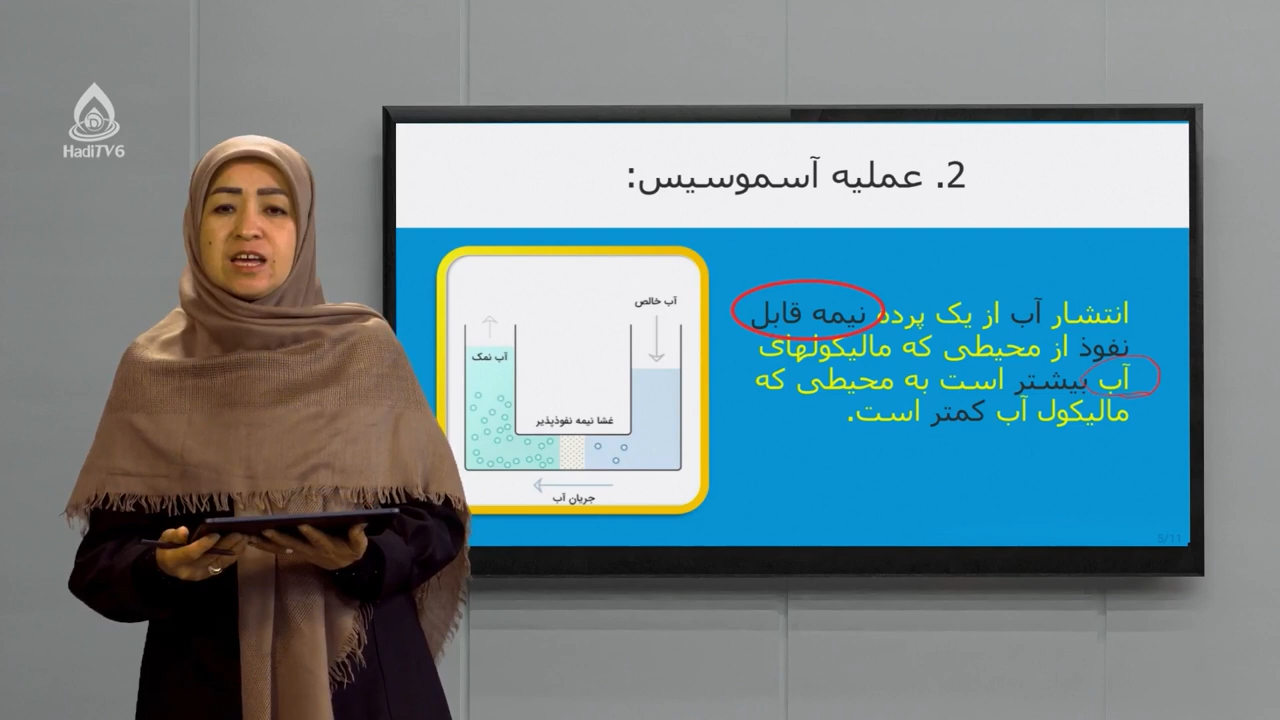 HadiTV6
2. عملیه آسموسیس:
انتشار آب از یک پرده نیمه قابل
نفوذ از محیطی که مالیکولهای
آب بیشتر است به محیطی که
مالیکول آب کمتر است.
آب خالص
آب نمک
غشا نیمه نفوذپذیر
جریان آب
5/11